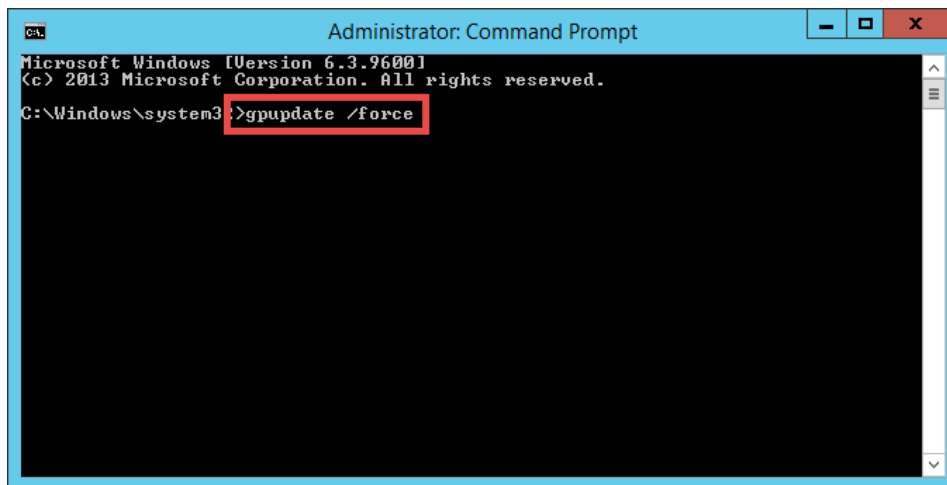 Administrator: Command Prompt
Microsoft Windows [Version 6.3.9600]
(c) 2013 Microsoft Corporation. All rights reserved.
C:\Windows\system32>gpupdate /force